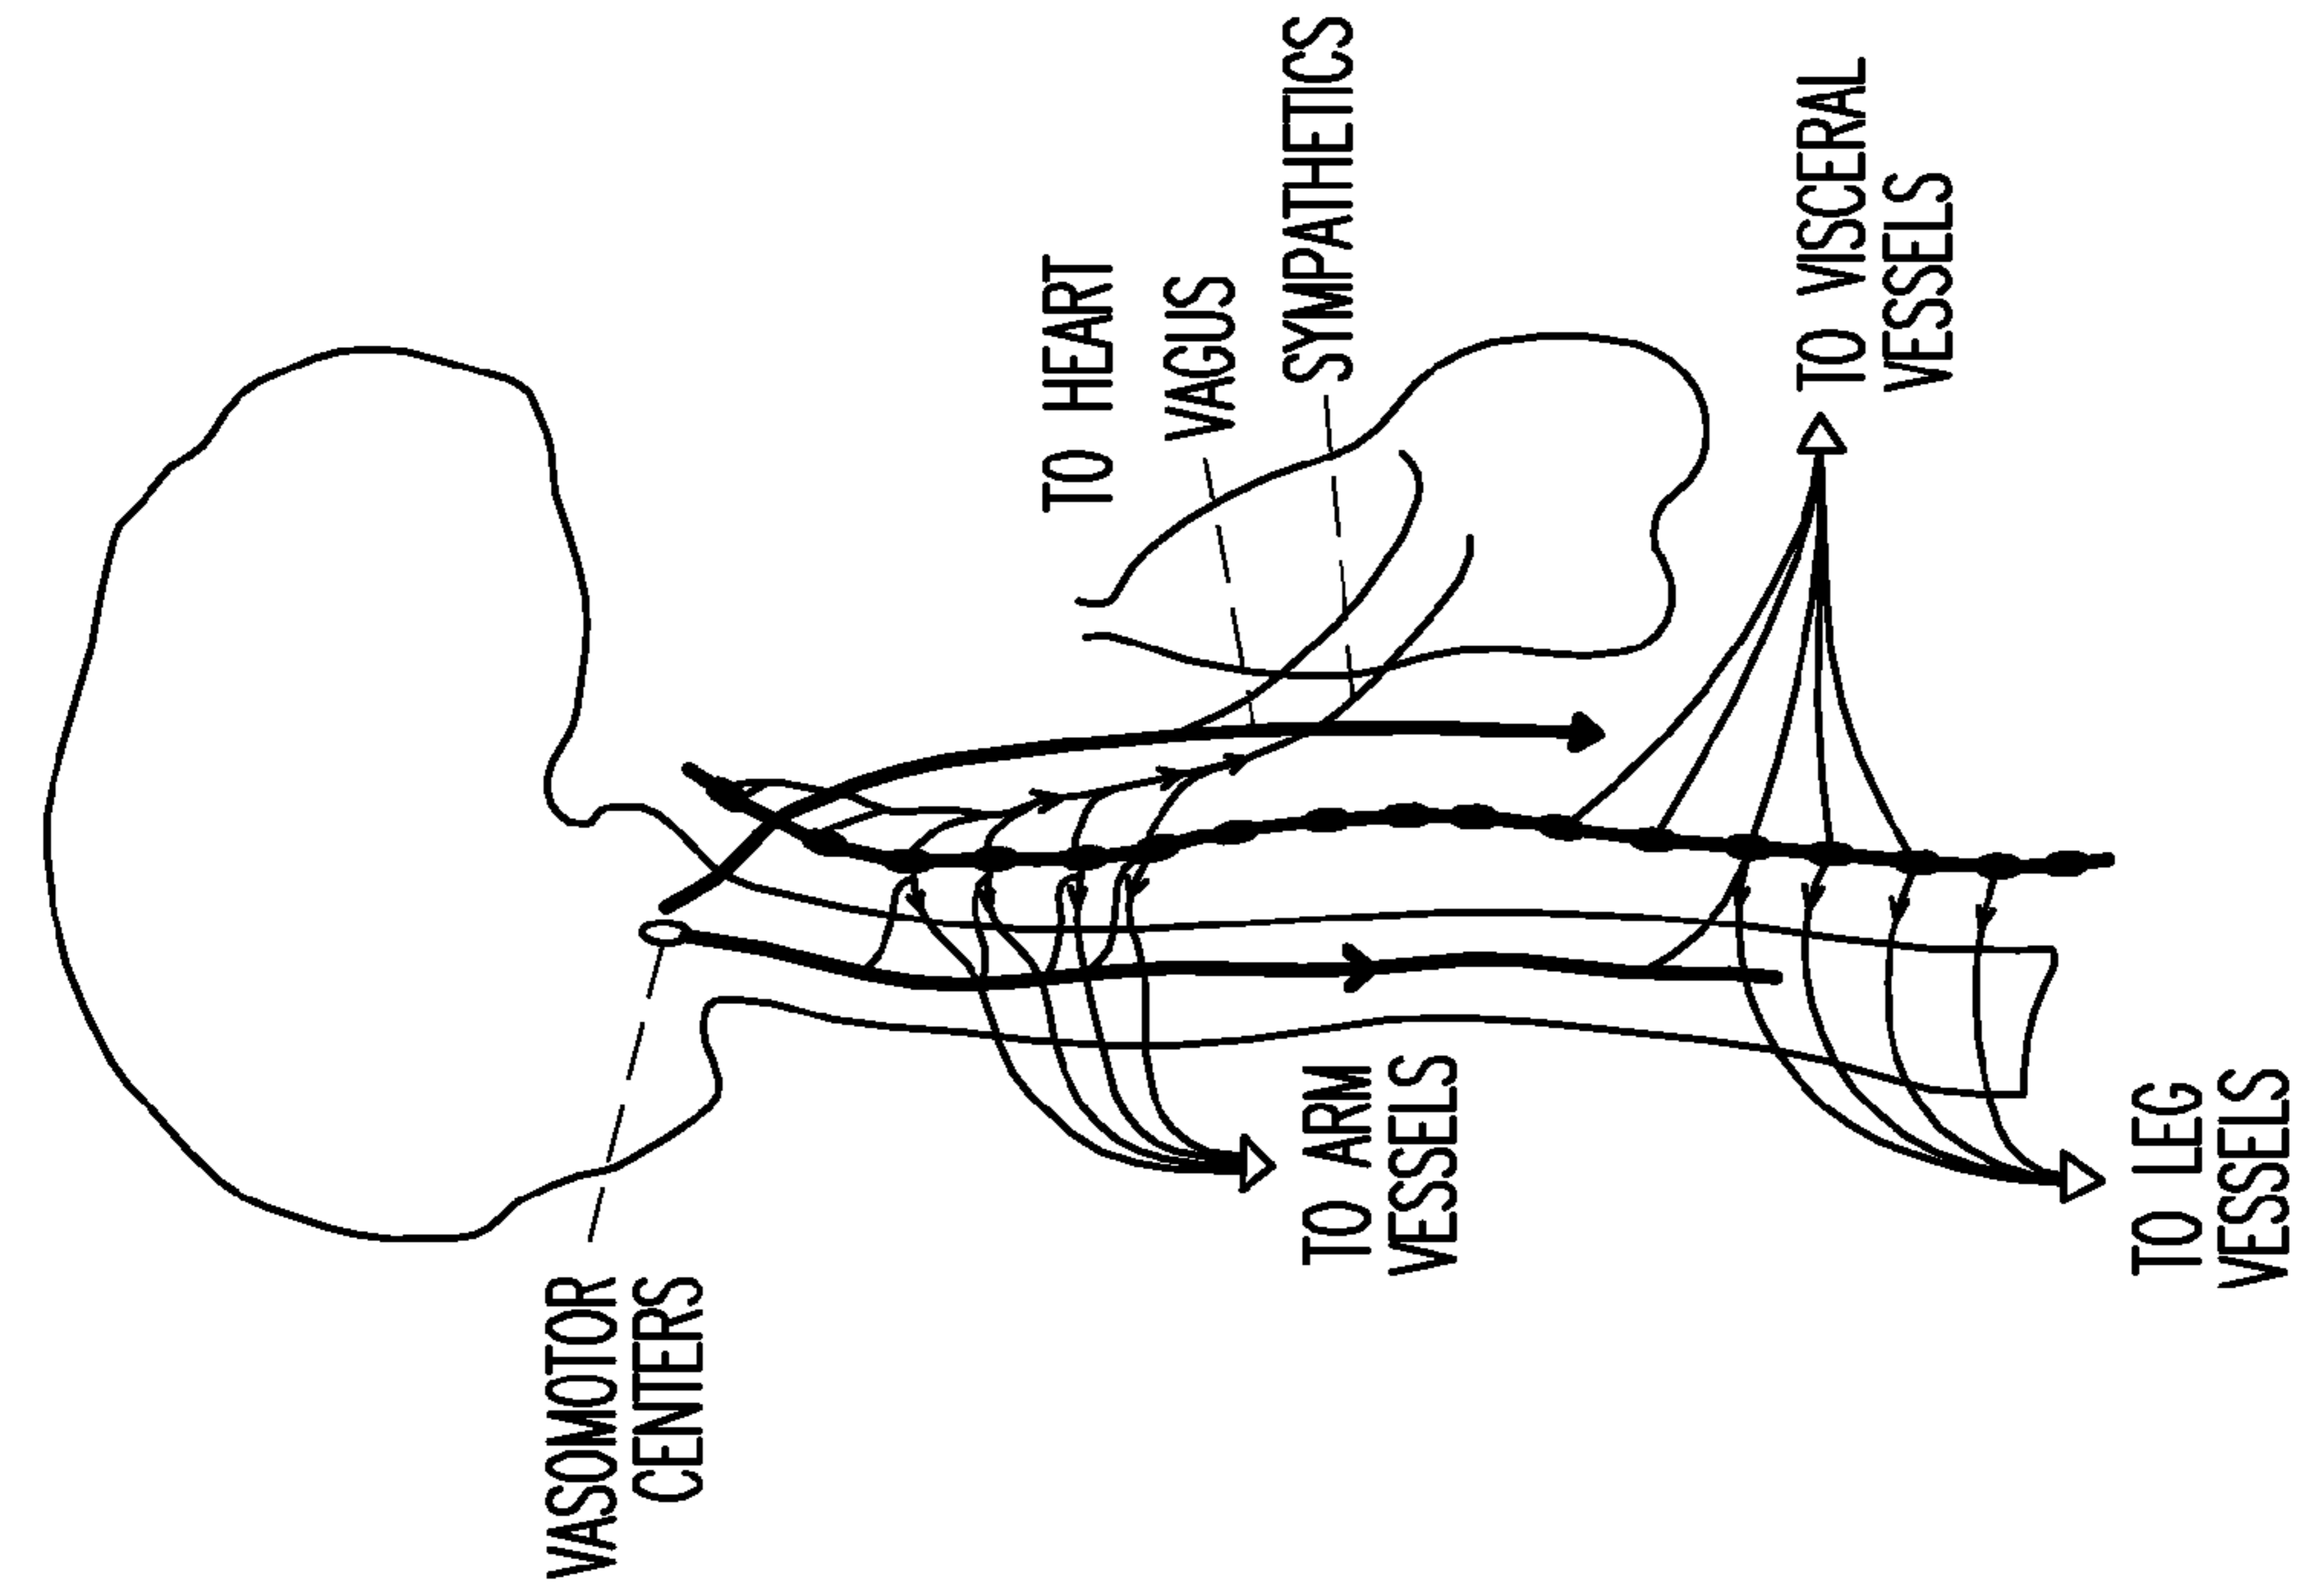 VASOMOTOR
CENTERS
TO HEART
VAGUS
SYMPATHETICS
TO ARM
VESSELS
TO VISCERAL
VESSELS
TO LEG
VESSELS